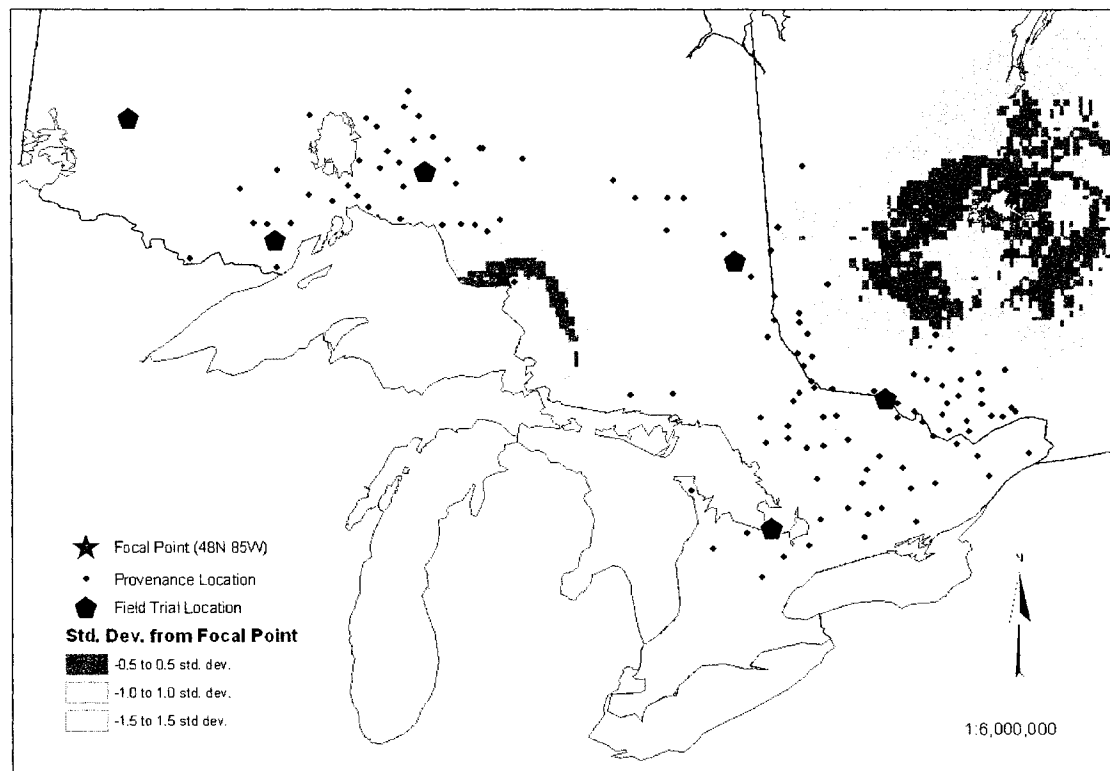 Focal Point (48N 85W)
Provenance Location
Field Trial Location
Std. Dev. from Focal Point
-0.5 to 0.5 std. dev.
-1.0 to 1.0 std. dev.
-1.5 to 1.5 std dev.
N
1:6,000,000